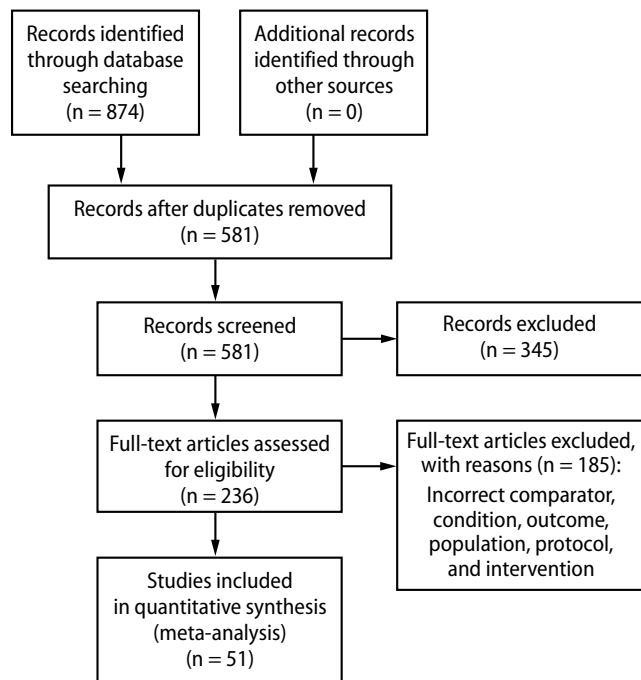 Records identified
through database
searching
(n = 874)
Additional records
identified through
other sources
(n = 0)
Records after duplicates removed
(n = 581)
Records screened
(n = 581)
Records excluded
(n = 345)
Full-text articles assessed
for eligibility
(n = 236)
Full-text articles excluded,
with reasons (n = 185):
Incorrect comparator,
condition, outcome,
population, protocol,
and intervention
Studies included
in quantitative synthesis
(meta-analysis)
(n = 51)